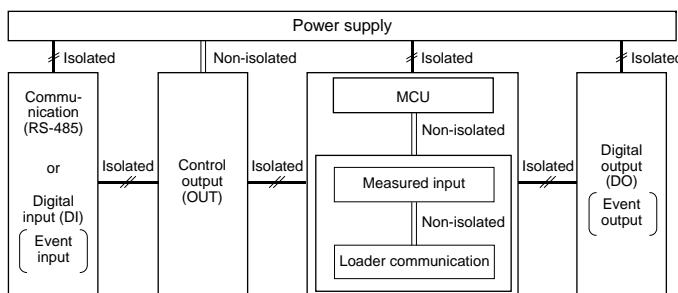 Power supply
Isolated
Non-isolated
Isolated
Isolated
Commu-
nication
(RS-485)
or
Digital
input (DI)
Event
input
Isolated
Control
output
(OUT)
Isolated
MCU
Non-isolated
Measured input
Non-isolated
Loader communication
Isolated
Digital
output
(DO)
Event
output